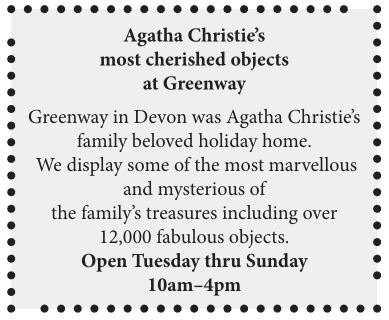 Agatha Christie’s
most cherished objects
at Greenway
Greenway in Devon was Agatha Christie’s
family beloved holiday home.
We display some of the most marvellous
and mysterious of
the family’s treasures including over
12,000 fabulous objects.
Open Tuesday thru Sunday
10am–4pm